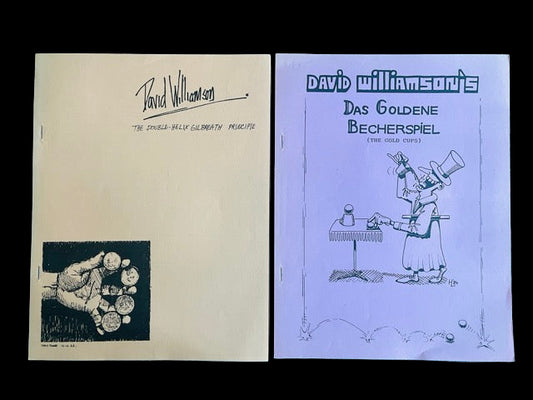 David Williamson.
THE DOUBLE-HELIX GILBREATH PRINCIPLE
DAVID WILLIAMSON'S
DAS GOLDENE
BECHERSPIEL
(THE GOLD CUPS)